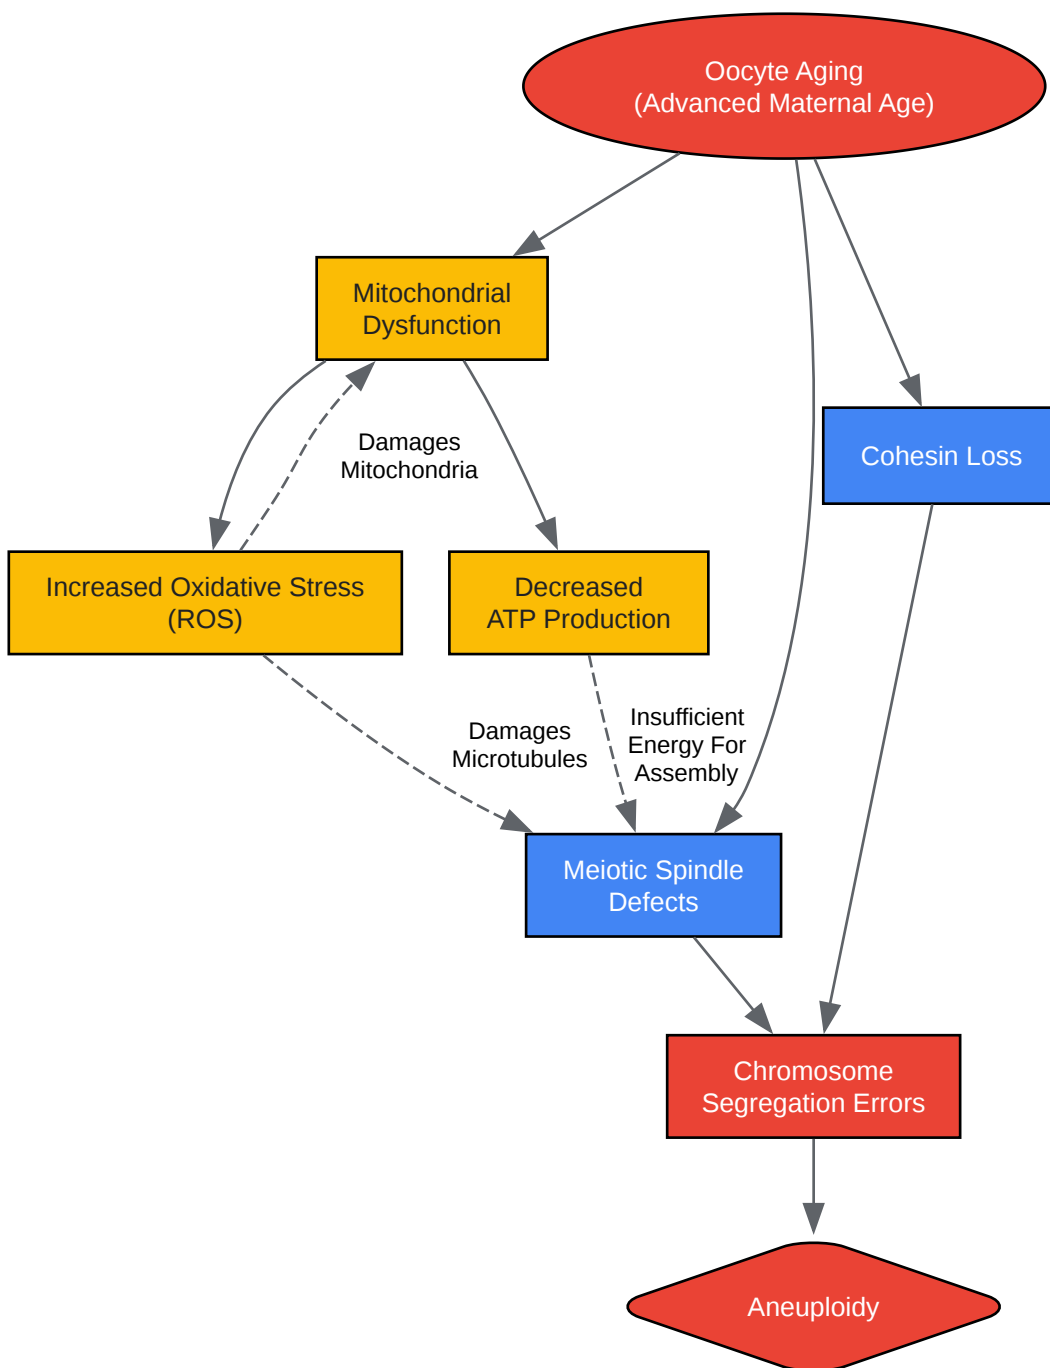 Oocyte Aging
(Advanced Maternal Age)
Mitochondrial
Dysfunction
Damages
Mitochondria
Cohesin Loss
Increased Oxidative Stress
(ROS)
Decreased
ATP Production
Damages
Microtubules
Insufficient
Energy For
Assembly
Meiotic Spindle
Defects
Chromosome
Segregation Errors
Aneuploidy